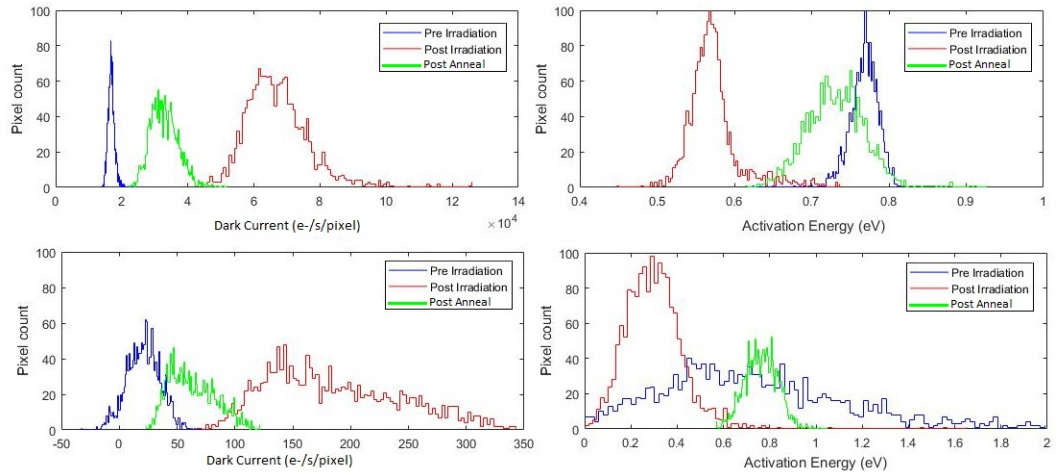 100
80
60
40
20
0
Pixel count
Pre Irradiation
Post Irradiation
Post Anneal
0 2 4 6 8 10 12 14
× 10⁴
Dark Current (e-/s/pixel)
100
80
60
40
20
0
Pixel count
Pre Irradiation
Post Irradiation
Post Anneal
0.4 0.5 0.6 0.7 0.8 0.9 1
Activation Energy (eV)
100
80
60
40
20
0
Pixel count
Pre Irradiation
Post Irradiation
Post Anneal
-50 0 50 100 150 200 250 300 350
Dark Current (e-/s/pixel)
100
80
60
40
20
0
Pixel count
Pre Irradiation
Post Irradiation
Post Anneal
0 0.2 0.4 0.6 0.8 1 1.2 1.4 1.6 1.8 2
Activation Energy (eV)